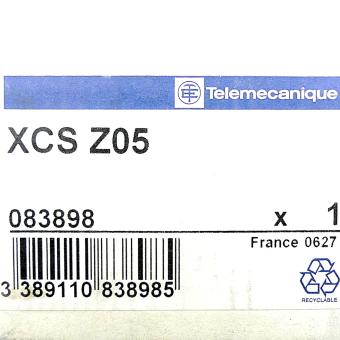 Telemecanique
XCS Z05
083898 x 1
France 0627
3 389110 838985
RECYCLABLE